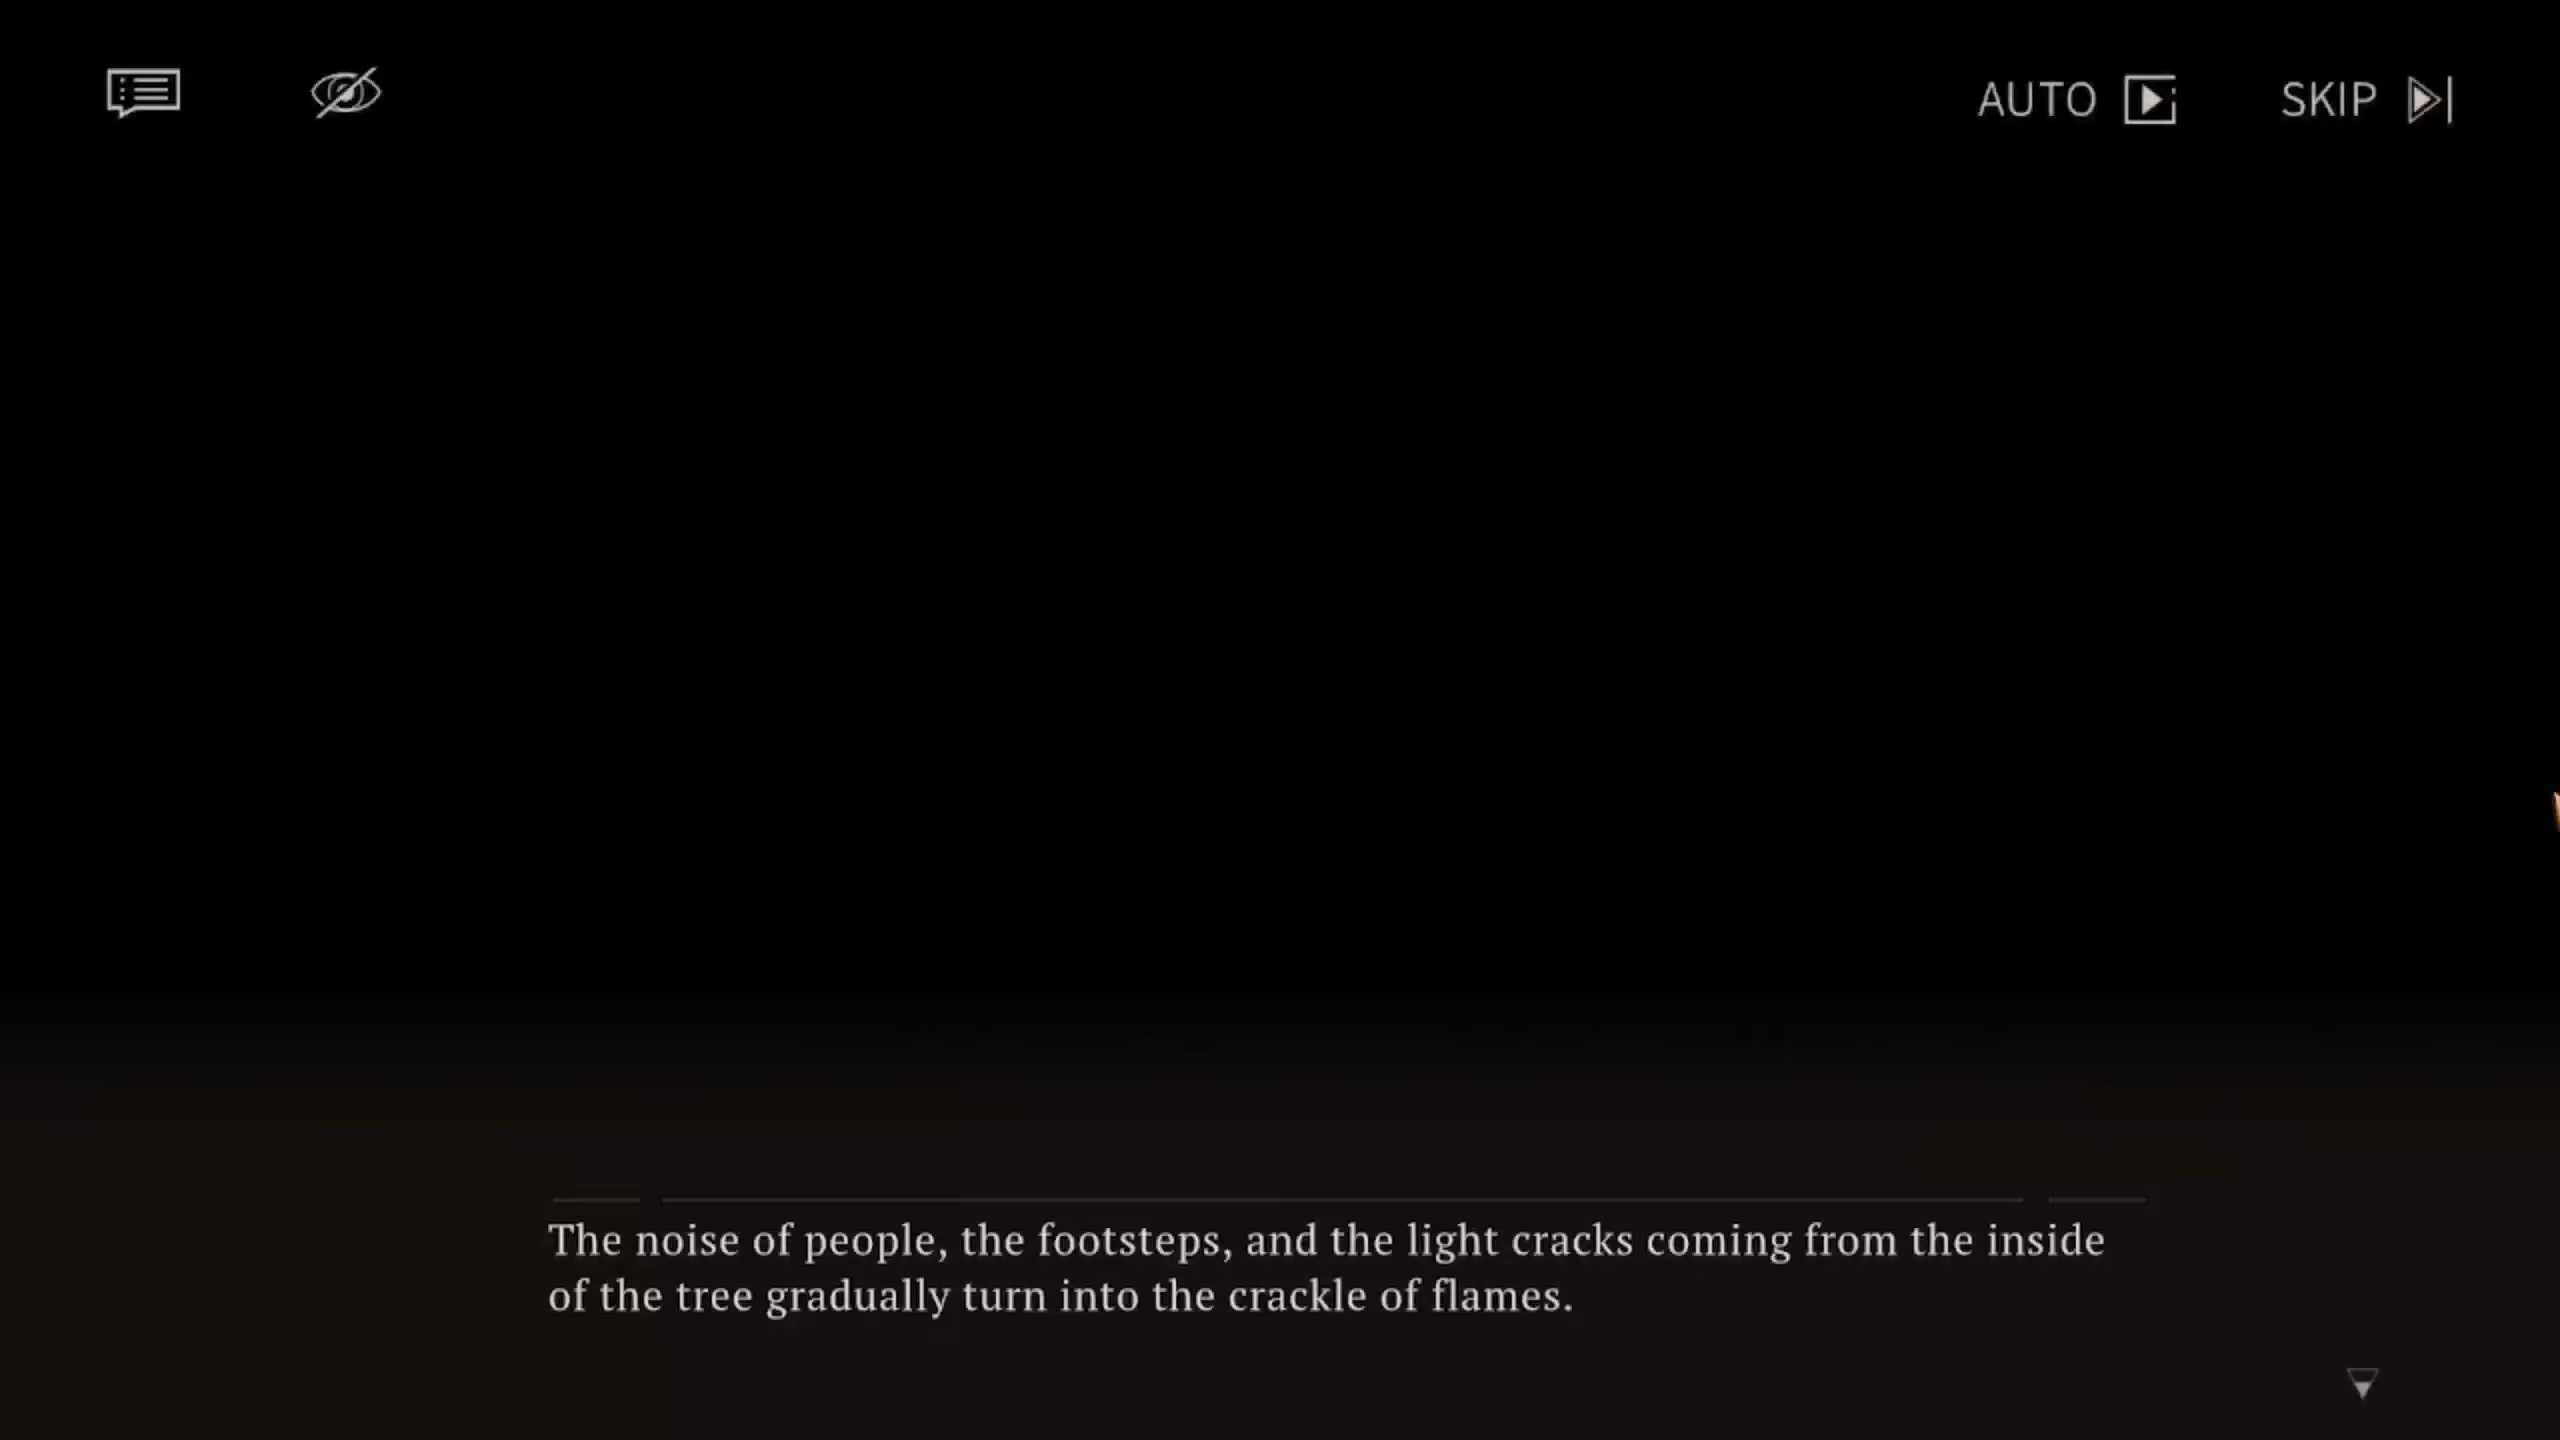 AUTO
SKIP
The noise of people, the footsteps, and the light cracks coming from the inside
of the tree gradually turn into the crackle of flames.